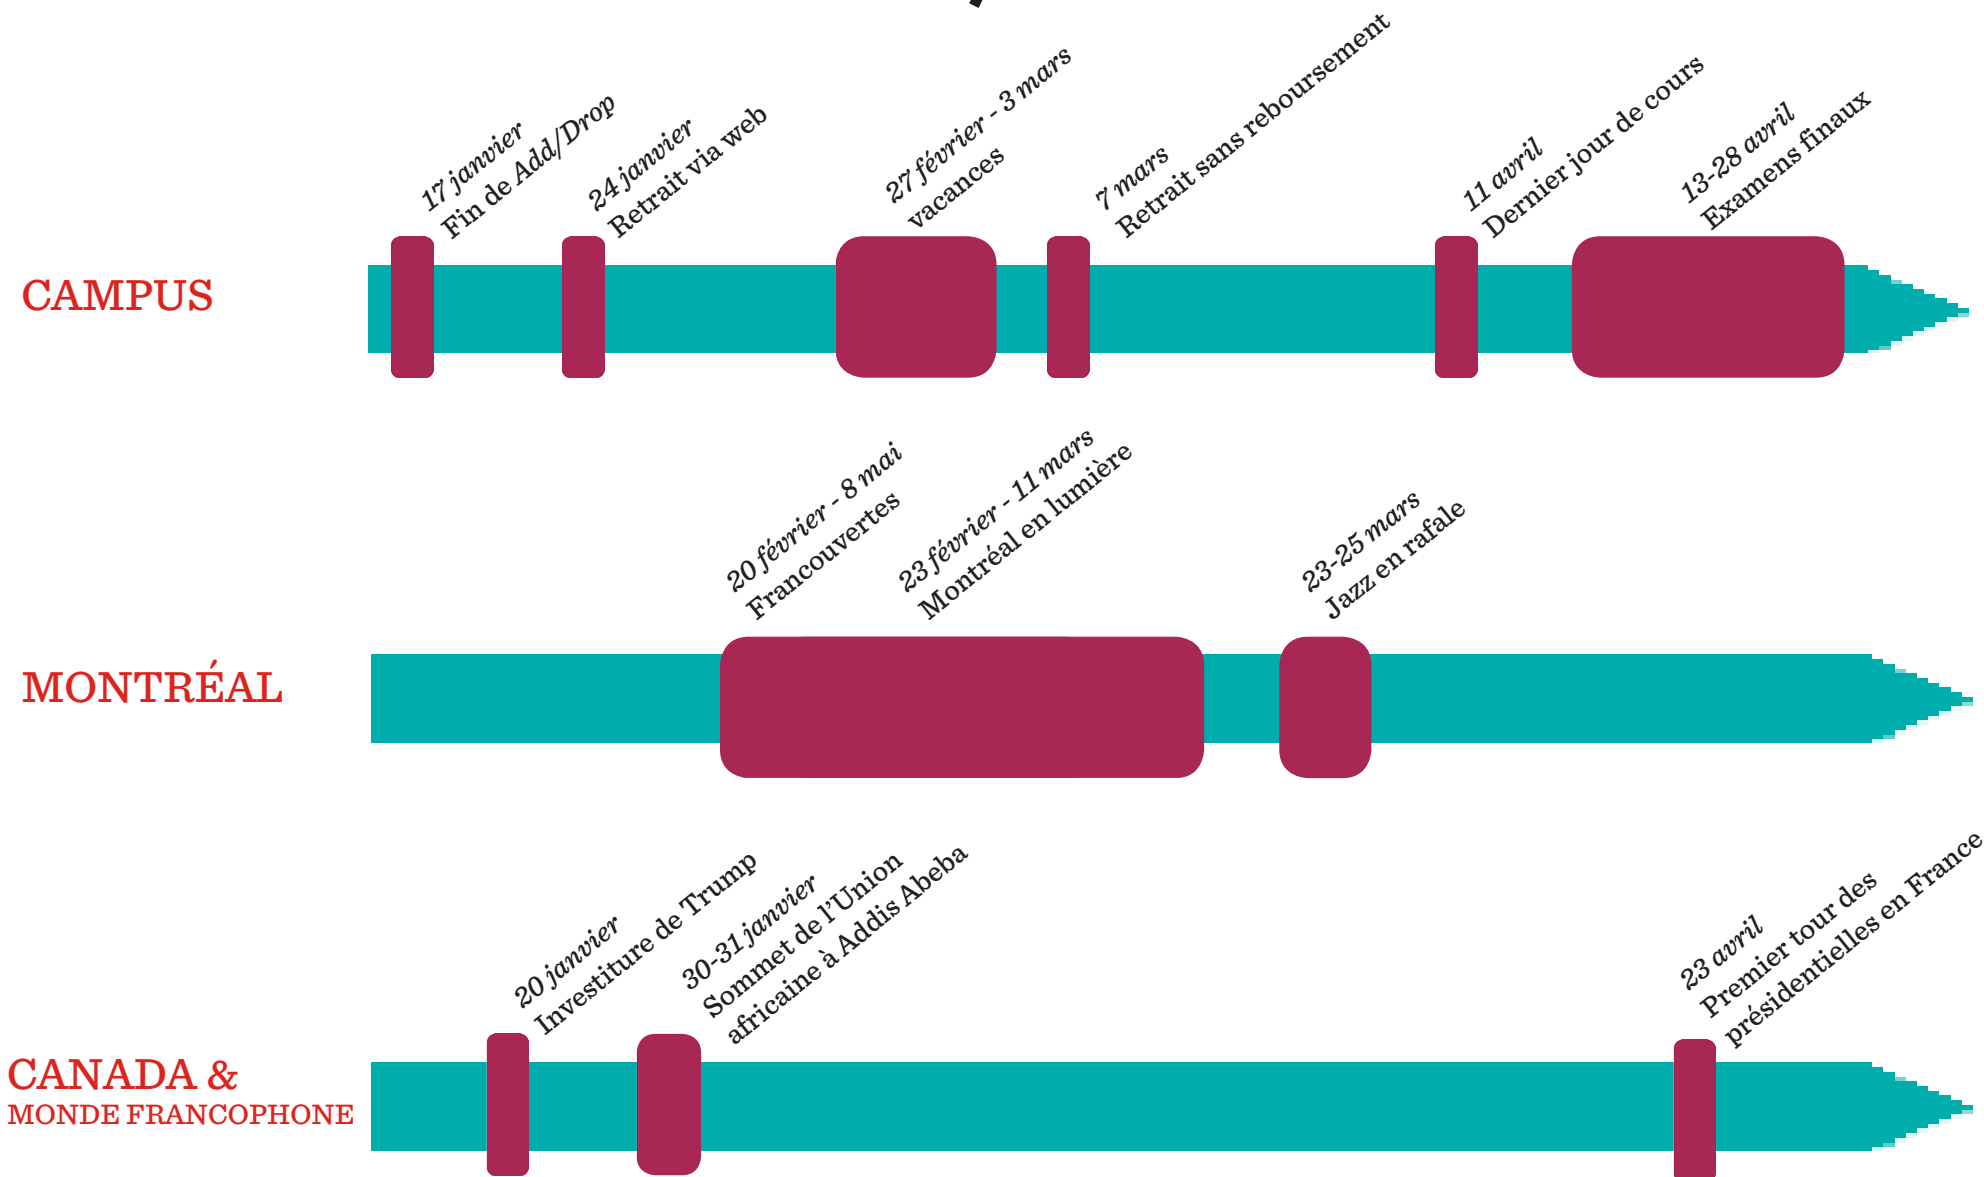 17 janvier
Fin de Add/Drop
24 janvier
Retrait via web
27 février - 3 mars
vacances
7 mars
Retrait sans reboursement
11 avril
Dernier jour de cours
13-28 avril
Examens finaux
CAMPUS
20 février - 8 mai
Francouvertes
23 février - 11 mars
Montréal en lumière
23-25 mars
Jazz en rafale
MONTRÉAL
20 janvier
Investiture de Trump
30-31 janvier
Sommet de l'Union
africaine à Addis Abeba
23 avril
Premier tour des
présidentielles en France
CANADA &
MONDE FRANCOPHONE